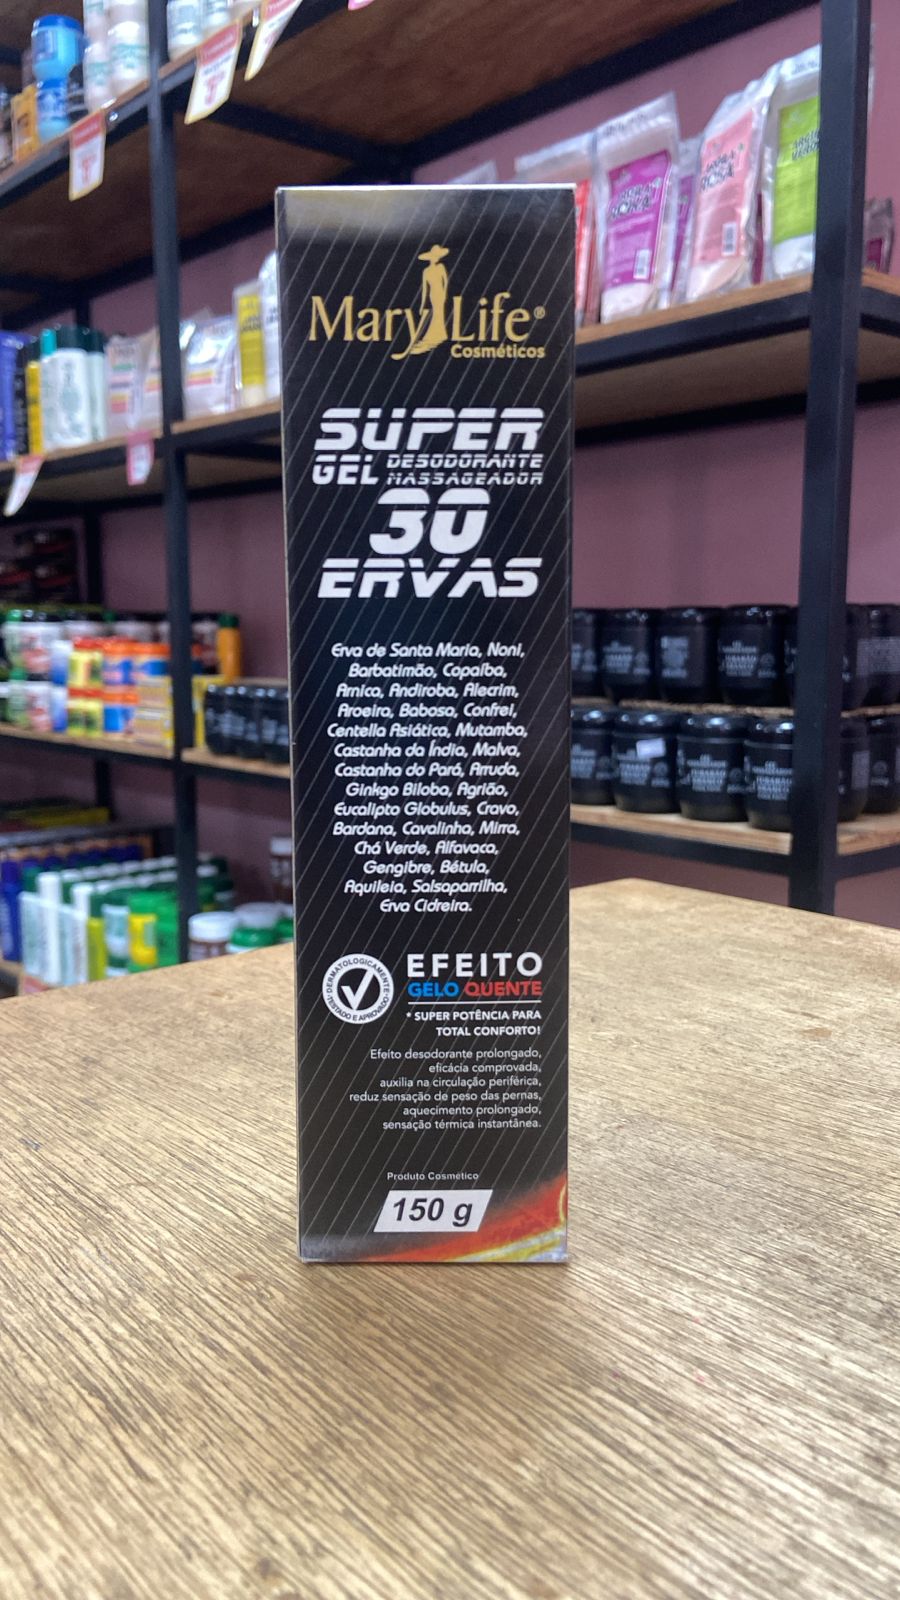 Mary Life®
Cosméticos
SUPER
GEL DESODORANTE
MASSAGEADOR
30
ERVAS
Erva de Santa Maria, Noni,
Barbatimão, Copaíba,
Arnica, Andiroba, Alecrim,
Aroeira, Babosa, Confrei,
Centella Asiática, Mutamba,
Castanha da Índia, Malva,
Castanha do Pará, Arruda,
Ginkgo Biloba, Agrião,
Eucalipto Globulus, Cravo,
Bardana, Cavalinha, Mirra,
Chá Verde, Alfavaca,
Gengibre, Bétula,
Aquileia, Salsaparrilha,
Erva Cidreira.
DERMATOLOGICAMENTE
TESTADO E APROVADO
EFEITO
GELO QUENTE
* SUPER POTÊNCIA PARA
TOTAL CONFORTO!
Efeito desodorante prolongado,
eficácia comprovada,
auxilia na circulação periférica,
reduz sensação de peso das pernas,
aquecimento prolongado,
sensação térmica instantânea.
Produto Cosmético
150 g